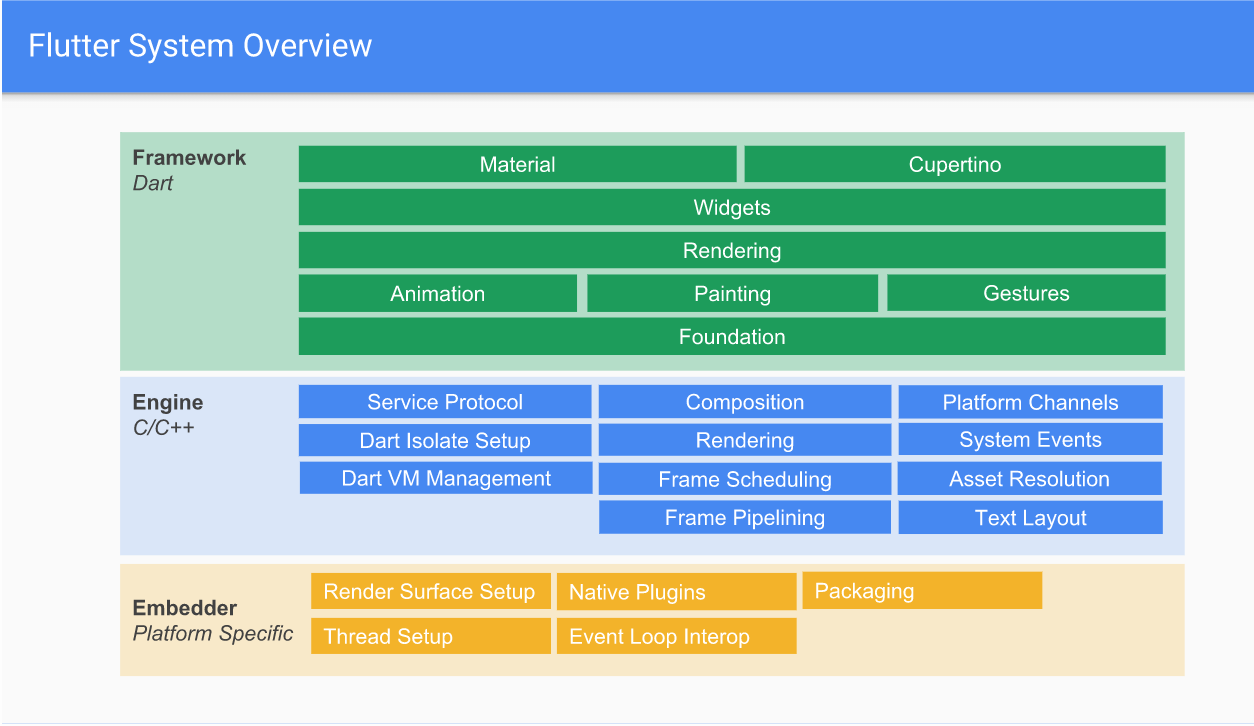 Flutter System Overview
Framework
Dart
Material
Cupertino
Widgets
Rendering
Animation
Painting
Gestures
Foundation
Engine
C/C++
Service Protocol
Composition
Platform Channels
Dart Isolate Setup
Rendering
System Events
Dart VM Management
Frame Scheduling
Asset Resolution
Frame Pipelining
Text Layout
Embedder
Platform Specific
Render Surface Setup
Native Plugins
Packaging
Thread Setup
Event Loop Interop